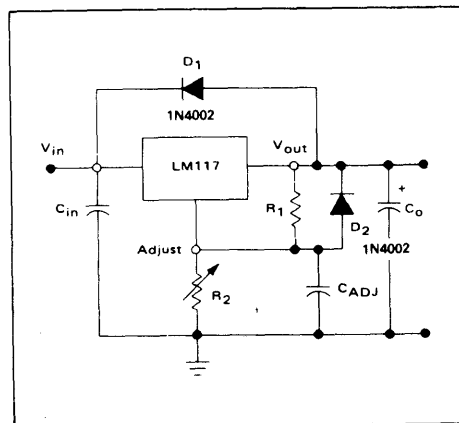 D1
1N4002
Vin
Vout
LM117
Cin
R1
D2
+
Co
1N4002
Adjust
R2
CADJ